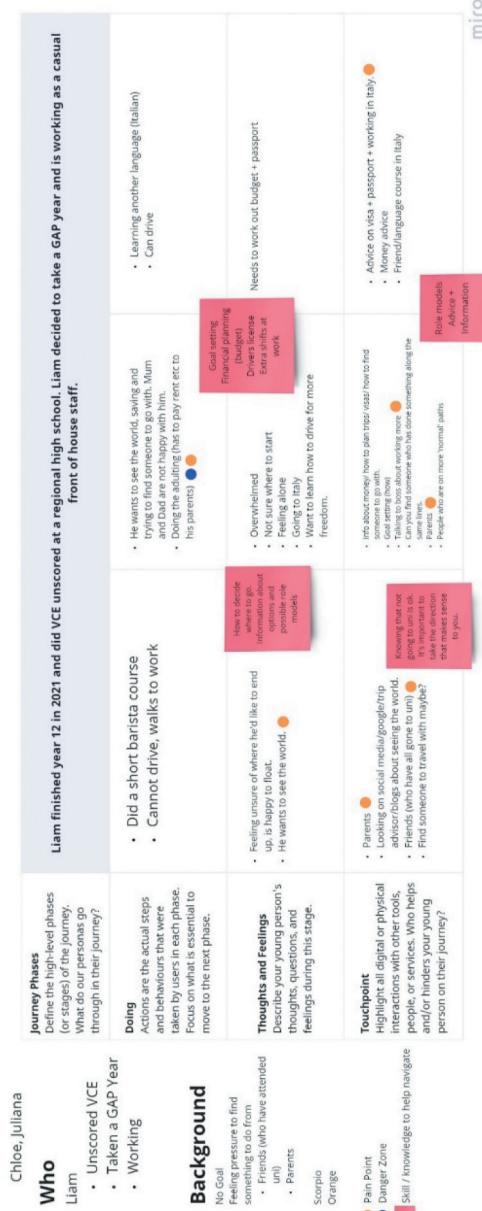 Chloe, Juliana
Who
Liam
• Unscored VCE
• Taken a GAP Year
• Working
Background
No Goal
Feeling pressure to find
something to do from
• Friends (who have attended
uni)
• Parents
Scorpio
Orange
Pain Point
Danger Zone
Skill / knowledge to help navigate
Journey Phases
Define the high-level phases
(or stages) of the journey.
What do our personas go
through in their journey?
Liam finished year 12 in 2021 and did VCE unscored at a regional high school. Liam decided to take a GAP year and is working as a casual
front of house staff.
Doing
Actions are the actual steps
and behaviours that were
taken by users in each phase.
Focus on what is essential to
move to the next phase.
• Did a short barista course
• Cannot drive, walks to work
• He wants to see the world, saving and
trying to find someone to go with. Mum
and Dad are not happy with him.
• Doing the adulting (has to pay rent etc to
his parents)
• Learning another language (Italian)
• Can drive
Goal setting
Financial planning
(budget)
Drivers license
Extra shifts at
work
Thoughts and Feelings
Describe your young person's
thoughts, questions, and
feelings during this stage.
• Feeling unsure of where he'd like to end
up, is happy to float.
• He wants to see the world.
How to decide
where to go.
Information about
options and
possible role
models
• Overwhelmed
• Not sure where to start
• Feeling alone
• Going to Italy
• Want to learn how to drive for more
freedom.
Needs to work out budget + passport
Touchpoint
Highlight all digital or physical
interactions with other tools,
people, or services. Who helps
and/or hinders your young
person on their journey?
• Parents
• Looking on social media/google/trip
advisor/blogs about seeing the world.
• Friends (who have all gone to uni)
• Find someone to travel with maybe?
Knowing that not
going to uni is ok.
It's important to
take the direction
that makes sense
to you.
• Info about money/ how to plan trips/ visas/ how to find
someone to go with.
• Goal setting (how)
• Talking to boss about working more
• Can you find someone who has done something along the
same lines.
• Parents
• People who are on more 'normal' paths
Role models
Advice +
Information
• Advice on visa + passport + working in Italy.
• Money advice
• Friend/language course in Italy
miro